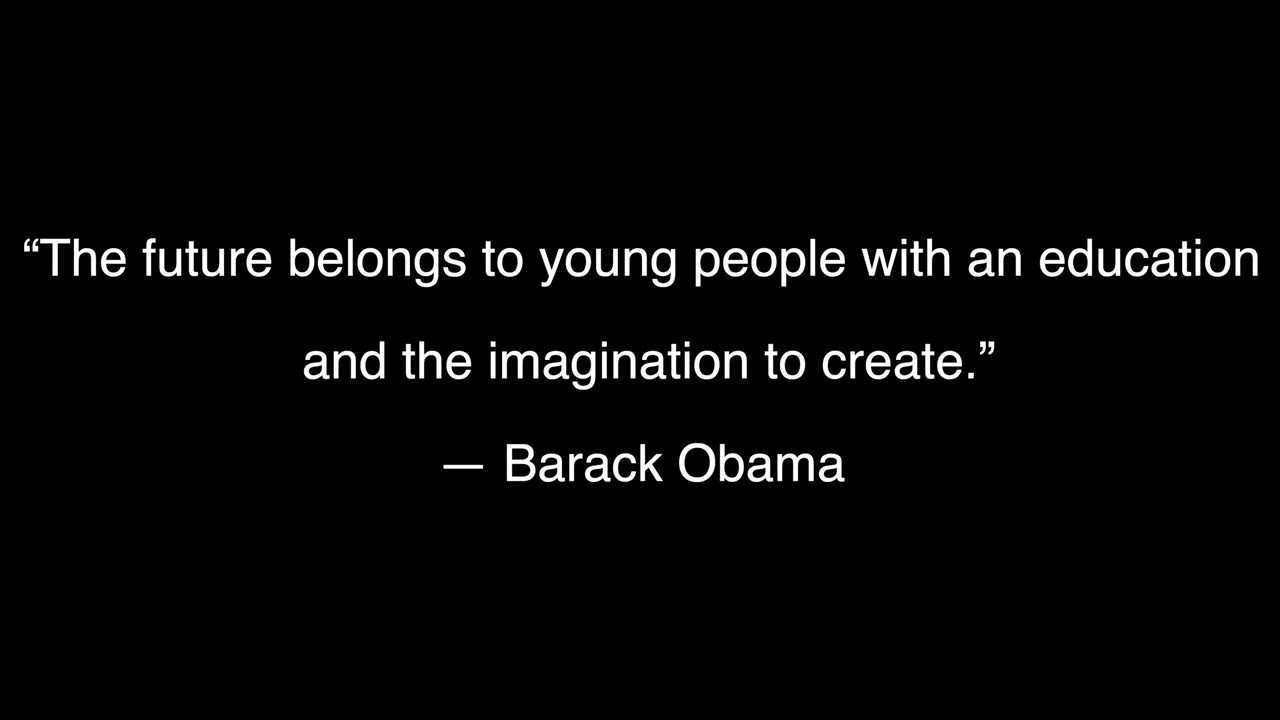 “The future belongs to young people with an education
and the imagination to create.”
— Barack Obama